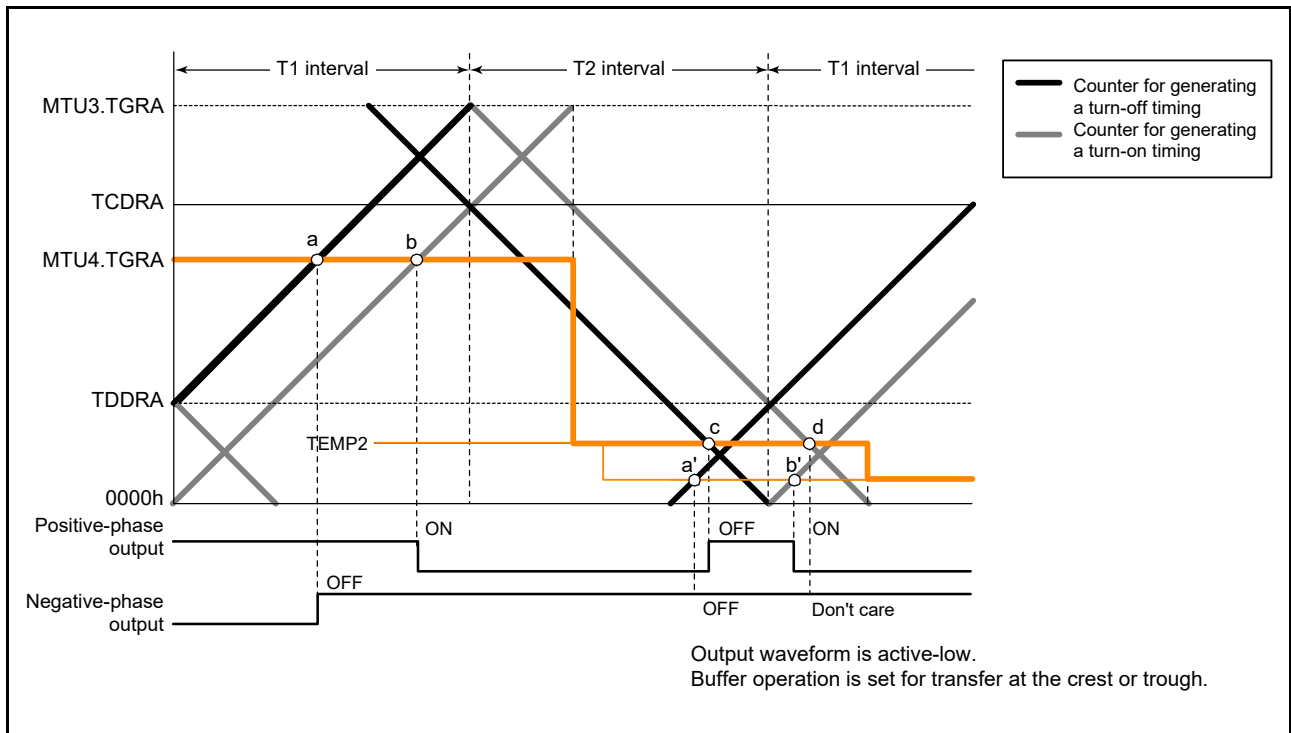 T1 interval
T2 interval
T1 interval
Counter for generating
a turn-off timing
Counter for generating
a turn-on timing
MTU3.TGRA
TCDRA
a
b
MTU4.TGRA
TDDRA
c
d
TEMP2
a'
b'
0000h
Positive-phase
output
ON
OFF
ON
OFF
Negative-phase
output
OFF
Don't care
Output waveform is active-low.
Buffer operation is set for transfer at the crest or trough.